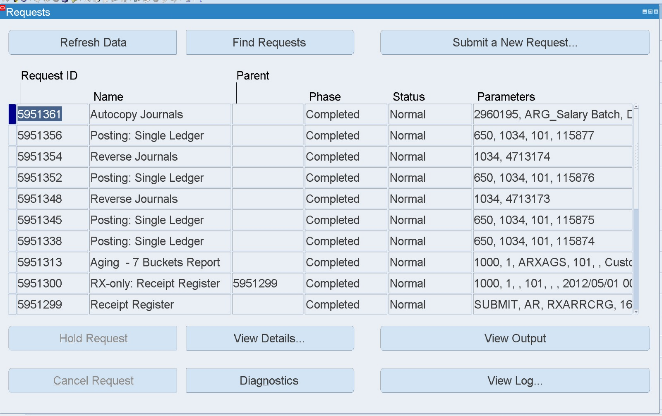 Requests
Refresh Data Find Requests Submit a New Request...
Request ID Parent
Name Phase Status Parameters
5951361 Autocopy Journals Completed Normal 2960195, ARG_Salary Batch, D
5951356 Posting: Single Ledger Completed Normal 650, 1034, 101, 115877
5951354 Reverse Journals Completed Normal 1034, 4713174
5951352 Posting: Single Ledger Completed Normal 650, 1034, 101, 115876
5951348 Reverse Journals Completed Normal 1034, 4713173
5951345 Posting: Single Ledger Completed Normal 650, 1034, 101, 115875
5951338 Posting: Single Ledger Completed Normal 650, 1034, 101, 115874
5951313 Aging - 7 Buckets Report Completed Normal 1000, 1, ARXAGS, 101, , Custo
5951300 RX-only: Receipt Register 5951299 Completed Normal 1000, 1, , 101, , , 2012/05/01 00
5951299 Receipt Register Completed Normal SUBMIT, AR, RXARRCRG, 16
Hold Request View Details... View Output
Cancel Request Diagnostics View Log...